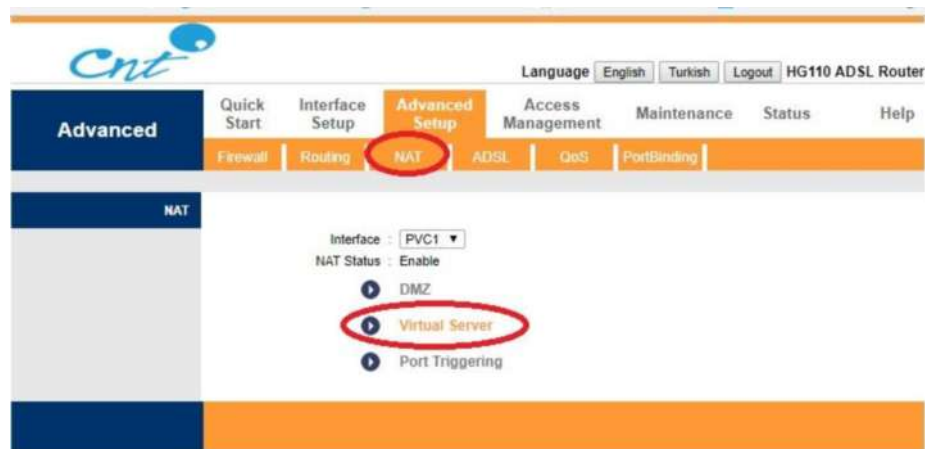 Cnt
Language English Turkish Logout HG110 ADSL Router
Advanced
Quick Start
Interface Setup
Advanced Setup
Access Management
Maintenance
Status
Help
Firewall Routing NAT ADSL QoS PortBinding
NAT
Interface : PVC1
NAT Status : Enable
DMZ
Virtual Server
Port Triggering